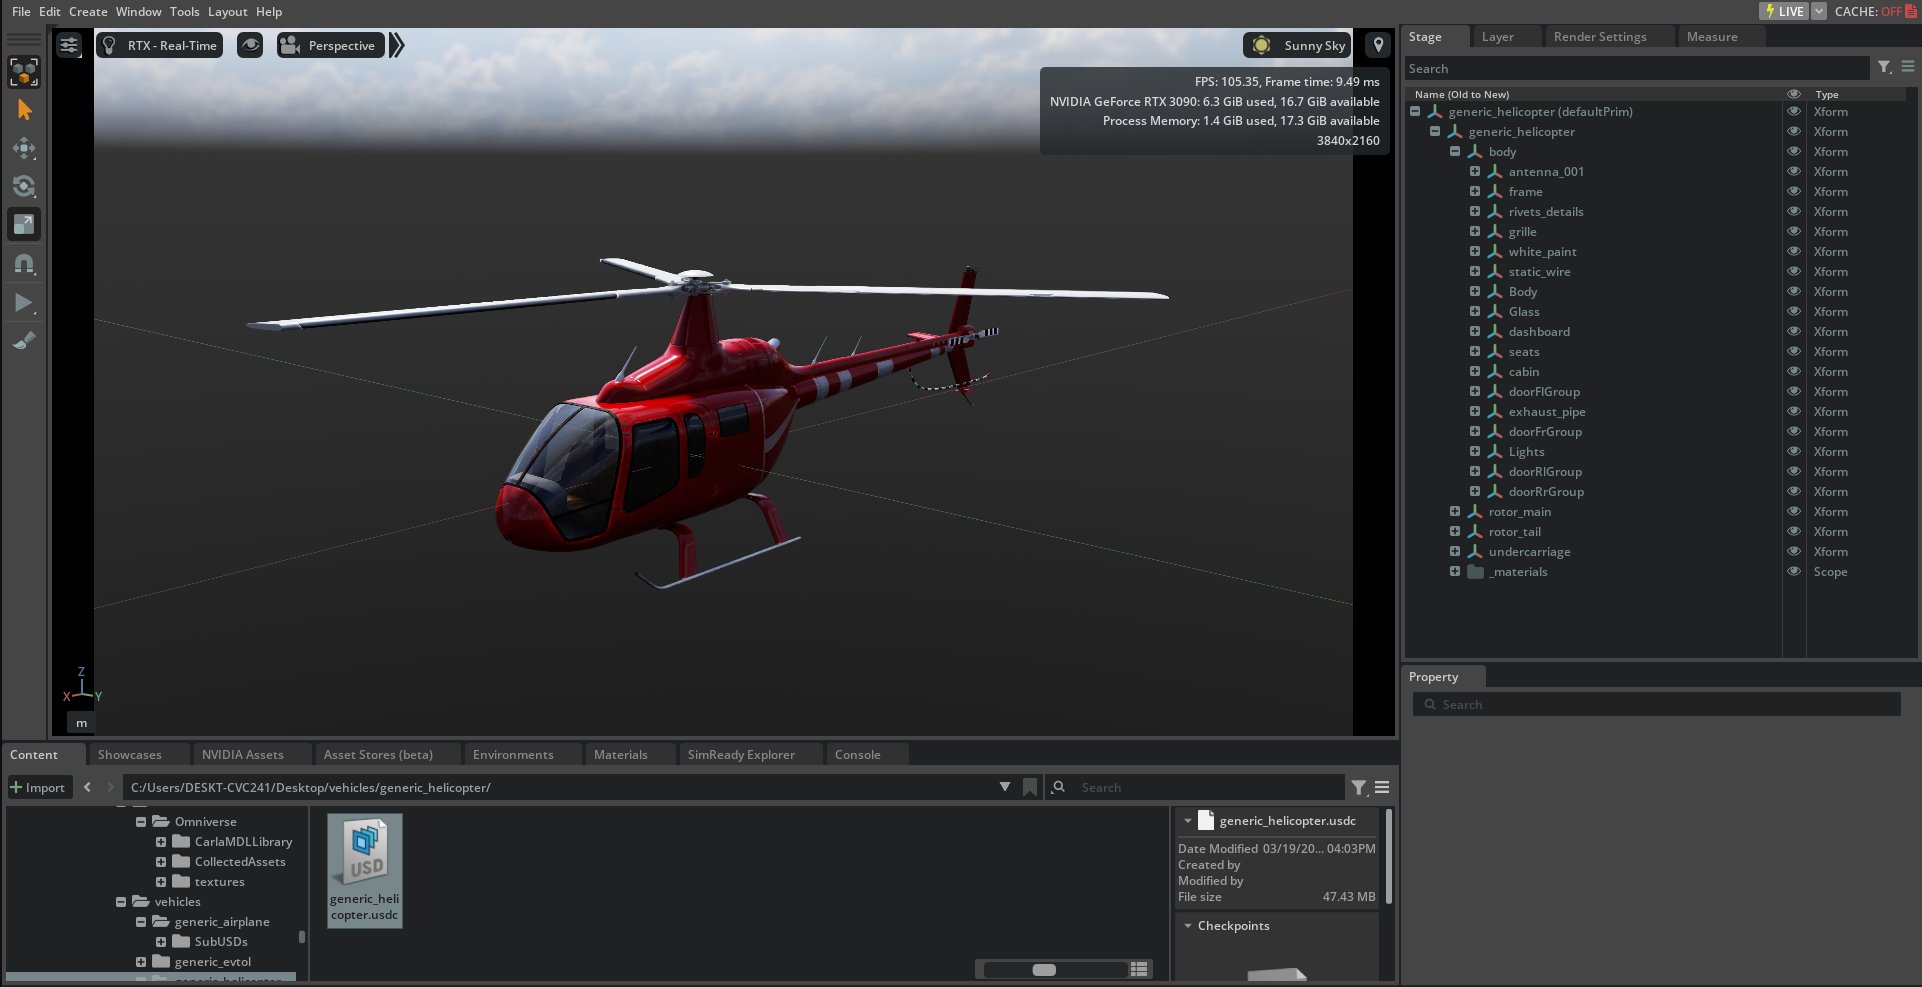 File Edit Create Window Tools Layout Help
LIVE CACHE: OFF
RTX - Real-Time
Perspective
Sunny Sky
FPS: 105.35, Frame time: 9.49 ms
NVIDIA GeForce RTX 3090: 6.3 GiB used, 16.7 GiB available
Process Memory: 1.4 GiB used, 17.3 GiB available
3840x2160
Z
X Y
m
Stage Layer Render Settings Measure
Search
Name (Old to New) Type
generic_helicopter (defaultPrim) Xform
generic_helicopter Xform
body Xform
antenna_001 Xform
frame Xform
rivets_details Xform
grille Xform
white_paint Xform
static_wire Xform
Body Xform
Glass Xform
dashboard Xform
seats Xform
cabin Xform
doorFlGroup Xform
exhaust_pipe Xform
doorFrGroup Xform
Lights Xform
doorRlGroup Xform
doorRrGroup Xform
rotor_main Xform
rotor_tail Xform
undercarriage Xform
_materials Scope
Property
Search
Content Showcases NVIDIA Assets Asset Stores (beta) Environments Materials SimReady Explorer Console
Import C:/Users/DESKT-CVC241/Desktop/vehicles/generic_helicopter/ Search
Omniverse
CarlaMDLLibrary
CollectedAssets
textures
vehicles
generic_airplane
SubUSDs
generic_evtol
generic_helicopter
USD
generic_heli
copter.usdc
generic_helicopter.usdc
Date Modified 03/19/20... 04:03PM
Created by
Modified by
File size 47.43 MB
Checkpoints